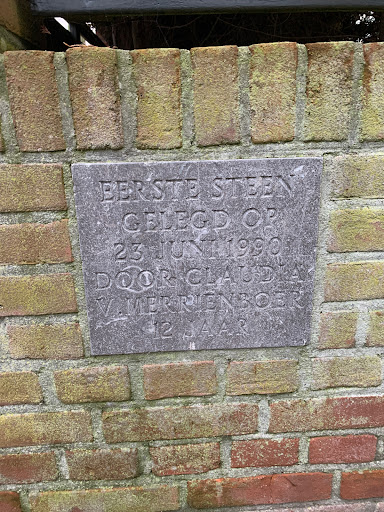 EERSTE STEEN
GELEGD OP
23 JUNI 1990
DOOR CLAUDIA
V. MERRIENBOER
12 JAAR